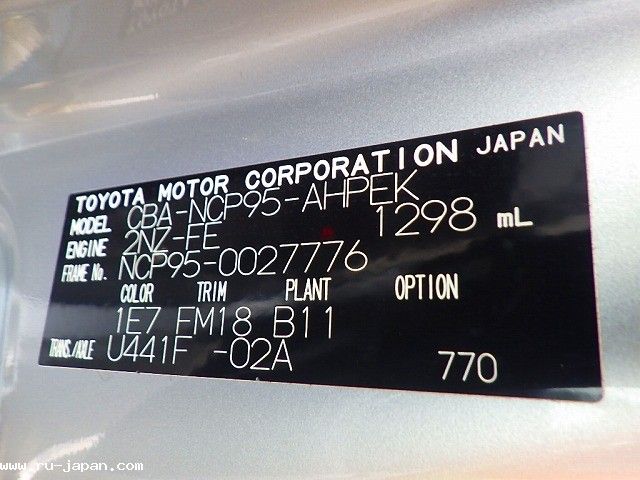 TOYOTA MOTOR CORPORATION JAPAN
MODEL CBA-NCP95-AHPEK
ENGINE 2NZ-FE 1298 mL
FRAME No. NCP95-0027776
COLOR TRIM PLANT OPTION
1E7 FM18 B11
TRANS./AXLE U441F -02A
770
www.ru-japan.com